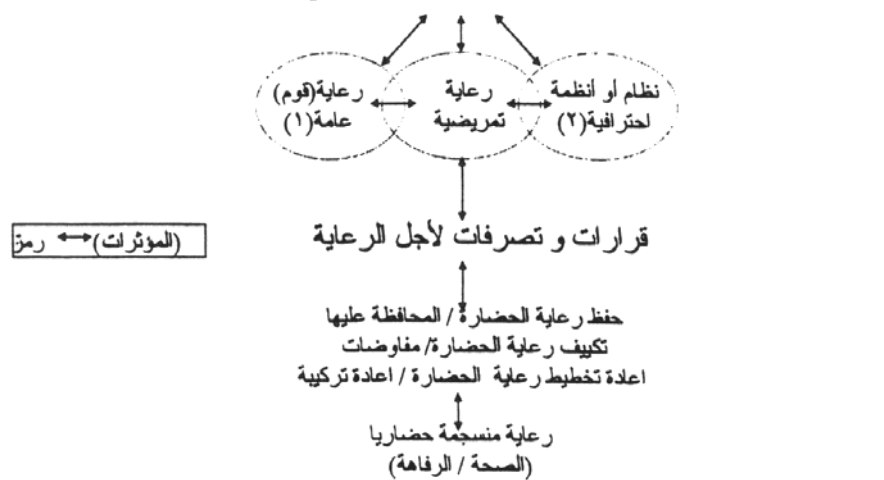 نظام أو أنظمة
احترافية(٢)
رعاية
تمريضية
رعاية(قوم)
عامة(١)
قرارات و تصرفات لأجل الرعاية
(المؤثرات) رمز
حفظ رعاية الحضارة / المحافظة عليها
تكييف رعاية الحضارة/ مفاوضات
اعادة تخطيط رعاية الحضارة / اعادة تركيبة
رعاية منسجمة حضاريا
(الصحة / الرفاهة)